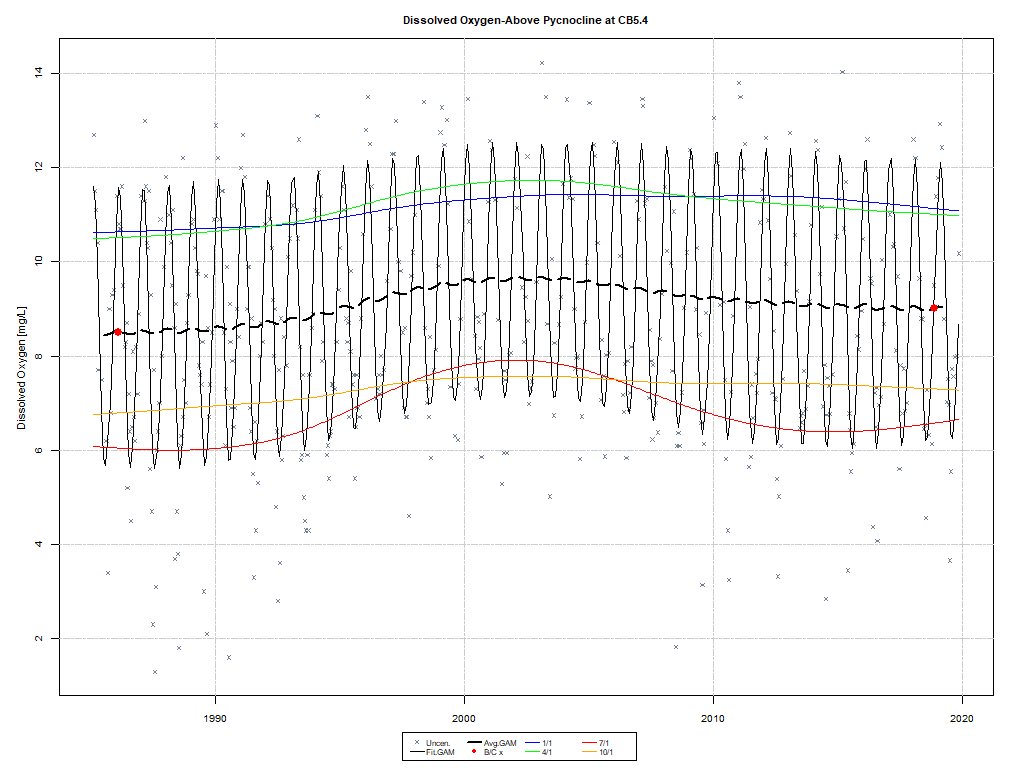 Dissolved Oxygen-Above Pycnocline at CB5.4
Dissolved Oxygen [mg/L]
14
12
10
8
6
4
2
1990 2000 2010 2020
Uncen. Avg.GAM 1/1 7/1
Fit.GAM B/C x 4/1 10/1